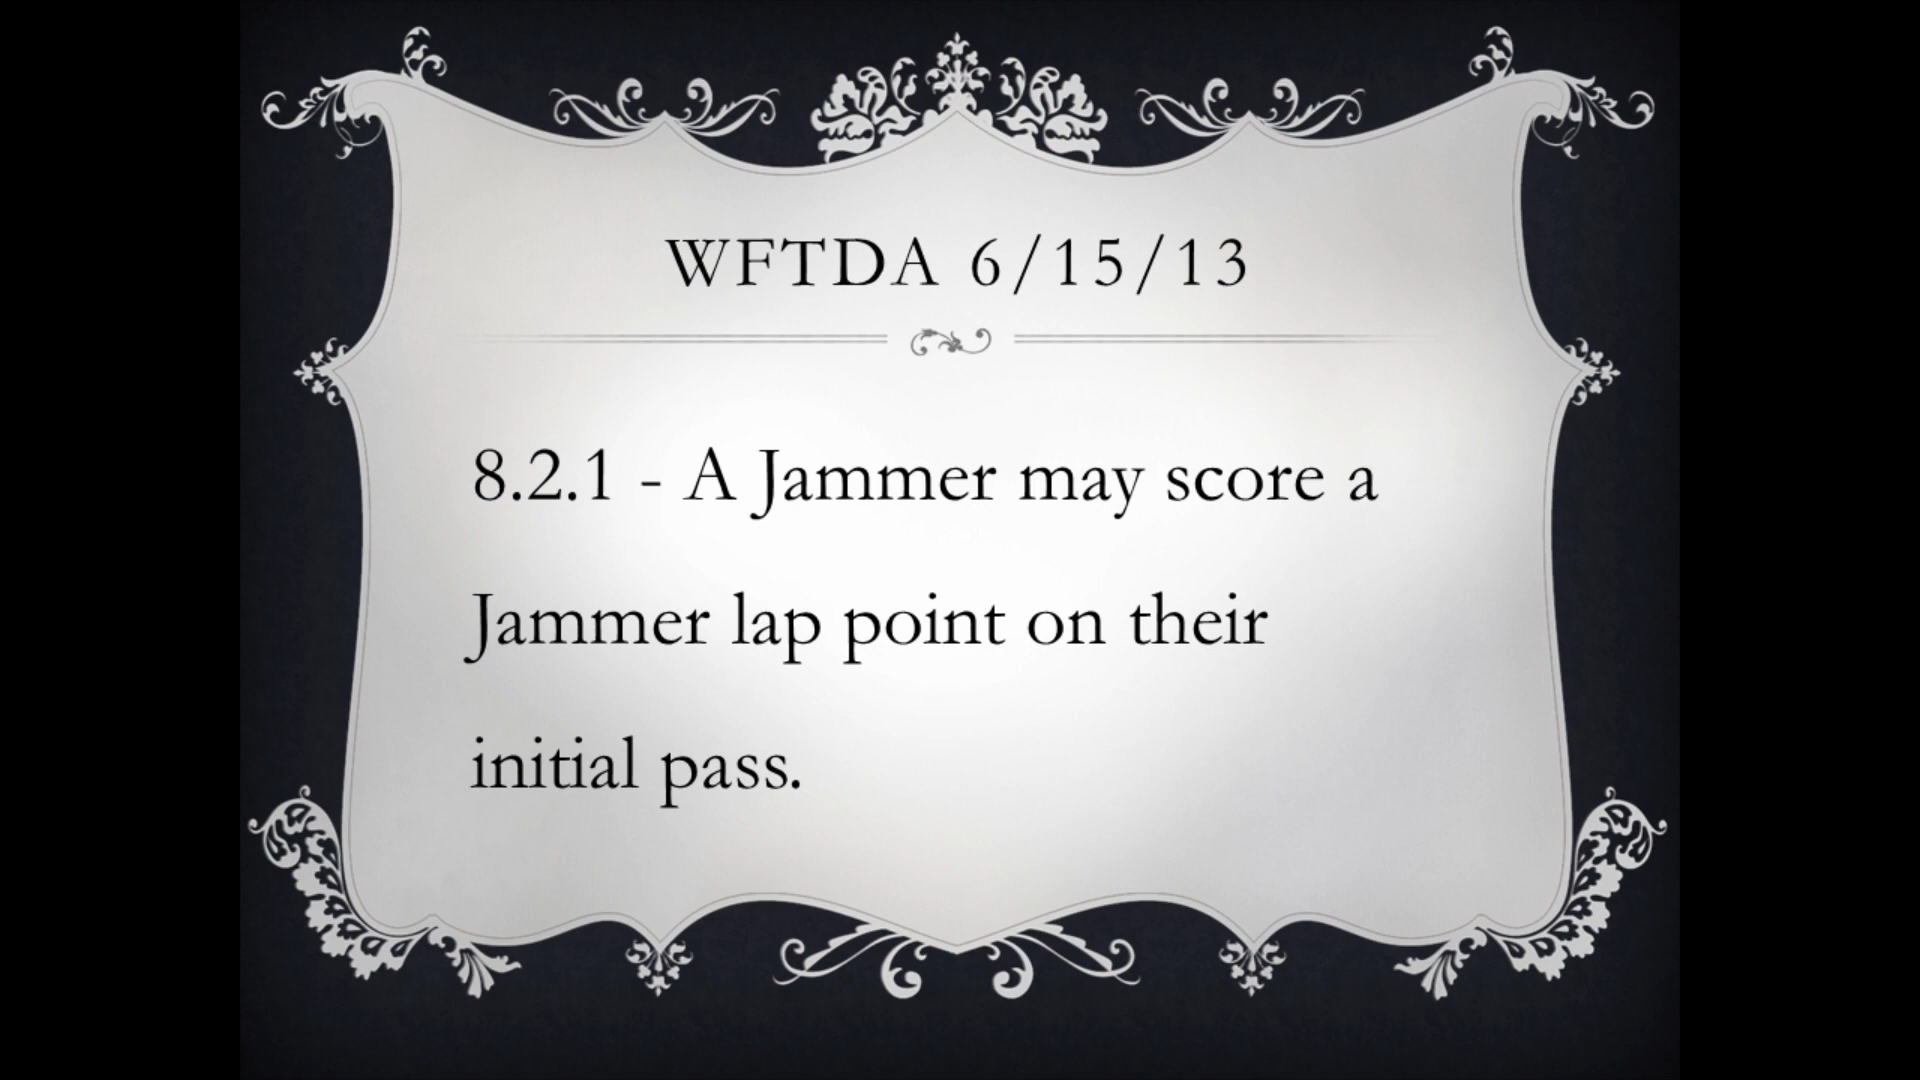 WFTDA 6/15/13
8.2.1 - A Jammer may score a
Jammer lap point on their
initial pass.